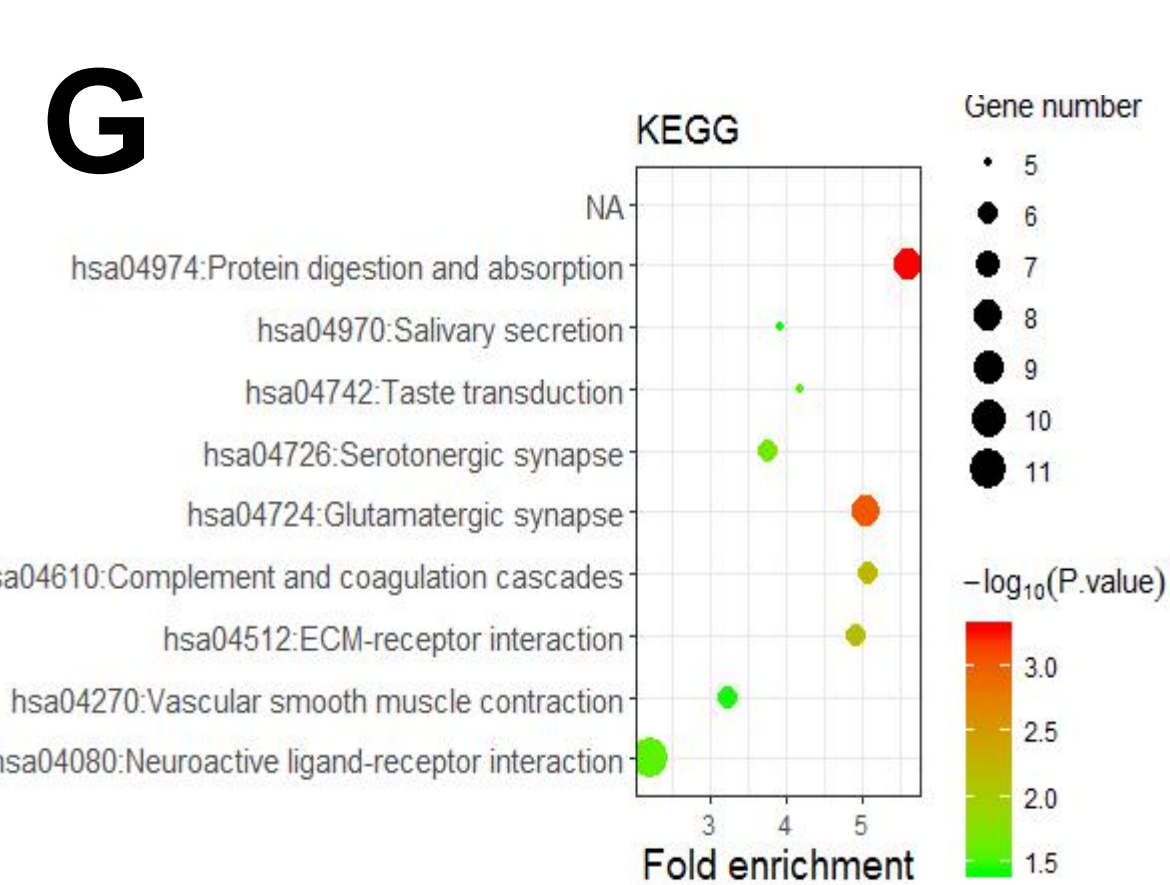 G
KEGG
NA
hsa04974:Protein digestion and absorption
hsa04970:Salivary secretion
hsa04742:Taste transduction
hsa04726:Serotonergic synapse
hsa04724:Glutamatergic synapse
sa04610:Complement and coagulation cascades
hsa04512:ECM-receptor interaction
hsa04270:Vascular smooth muscle contraction
hsa04080:Neuroactive ligand-receptor interaction
3 4 5
Fold enrichment
Gene number
5
6
7
8
9
10
11
−log₁₀(P.value)
3.0
2.5
2.0
1.5